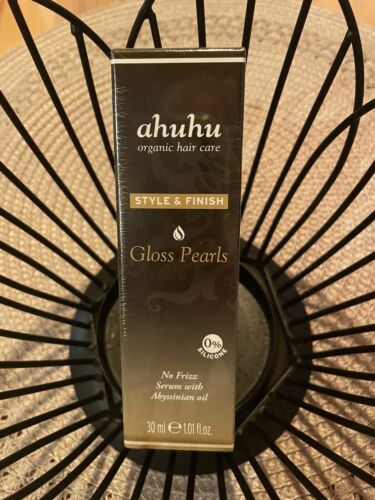 ahuhu
organic hair care
STYLE & FINISH
Gloss Pearls
0%
SILICONE
No Frizz
Serum with
Abyssinian oil
30 ml ℮ 1.01 fl.oz.